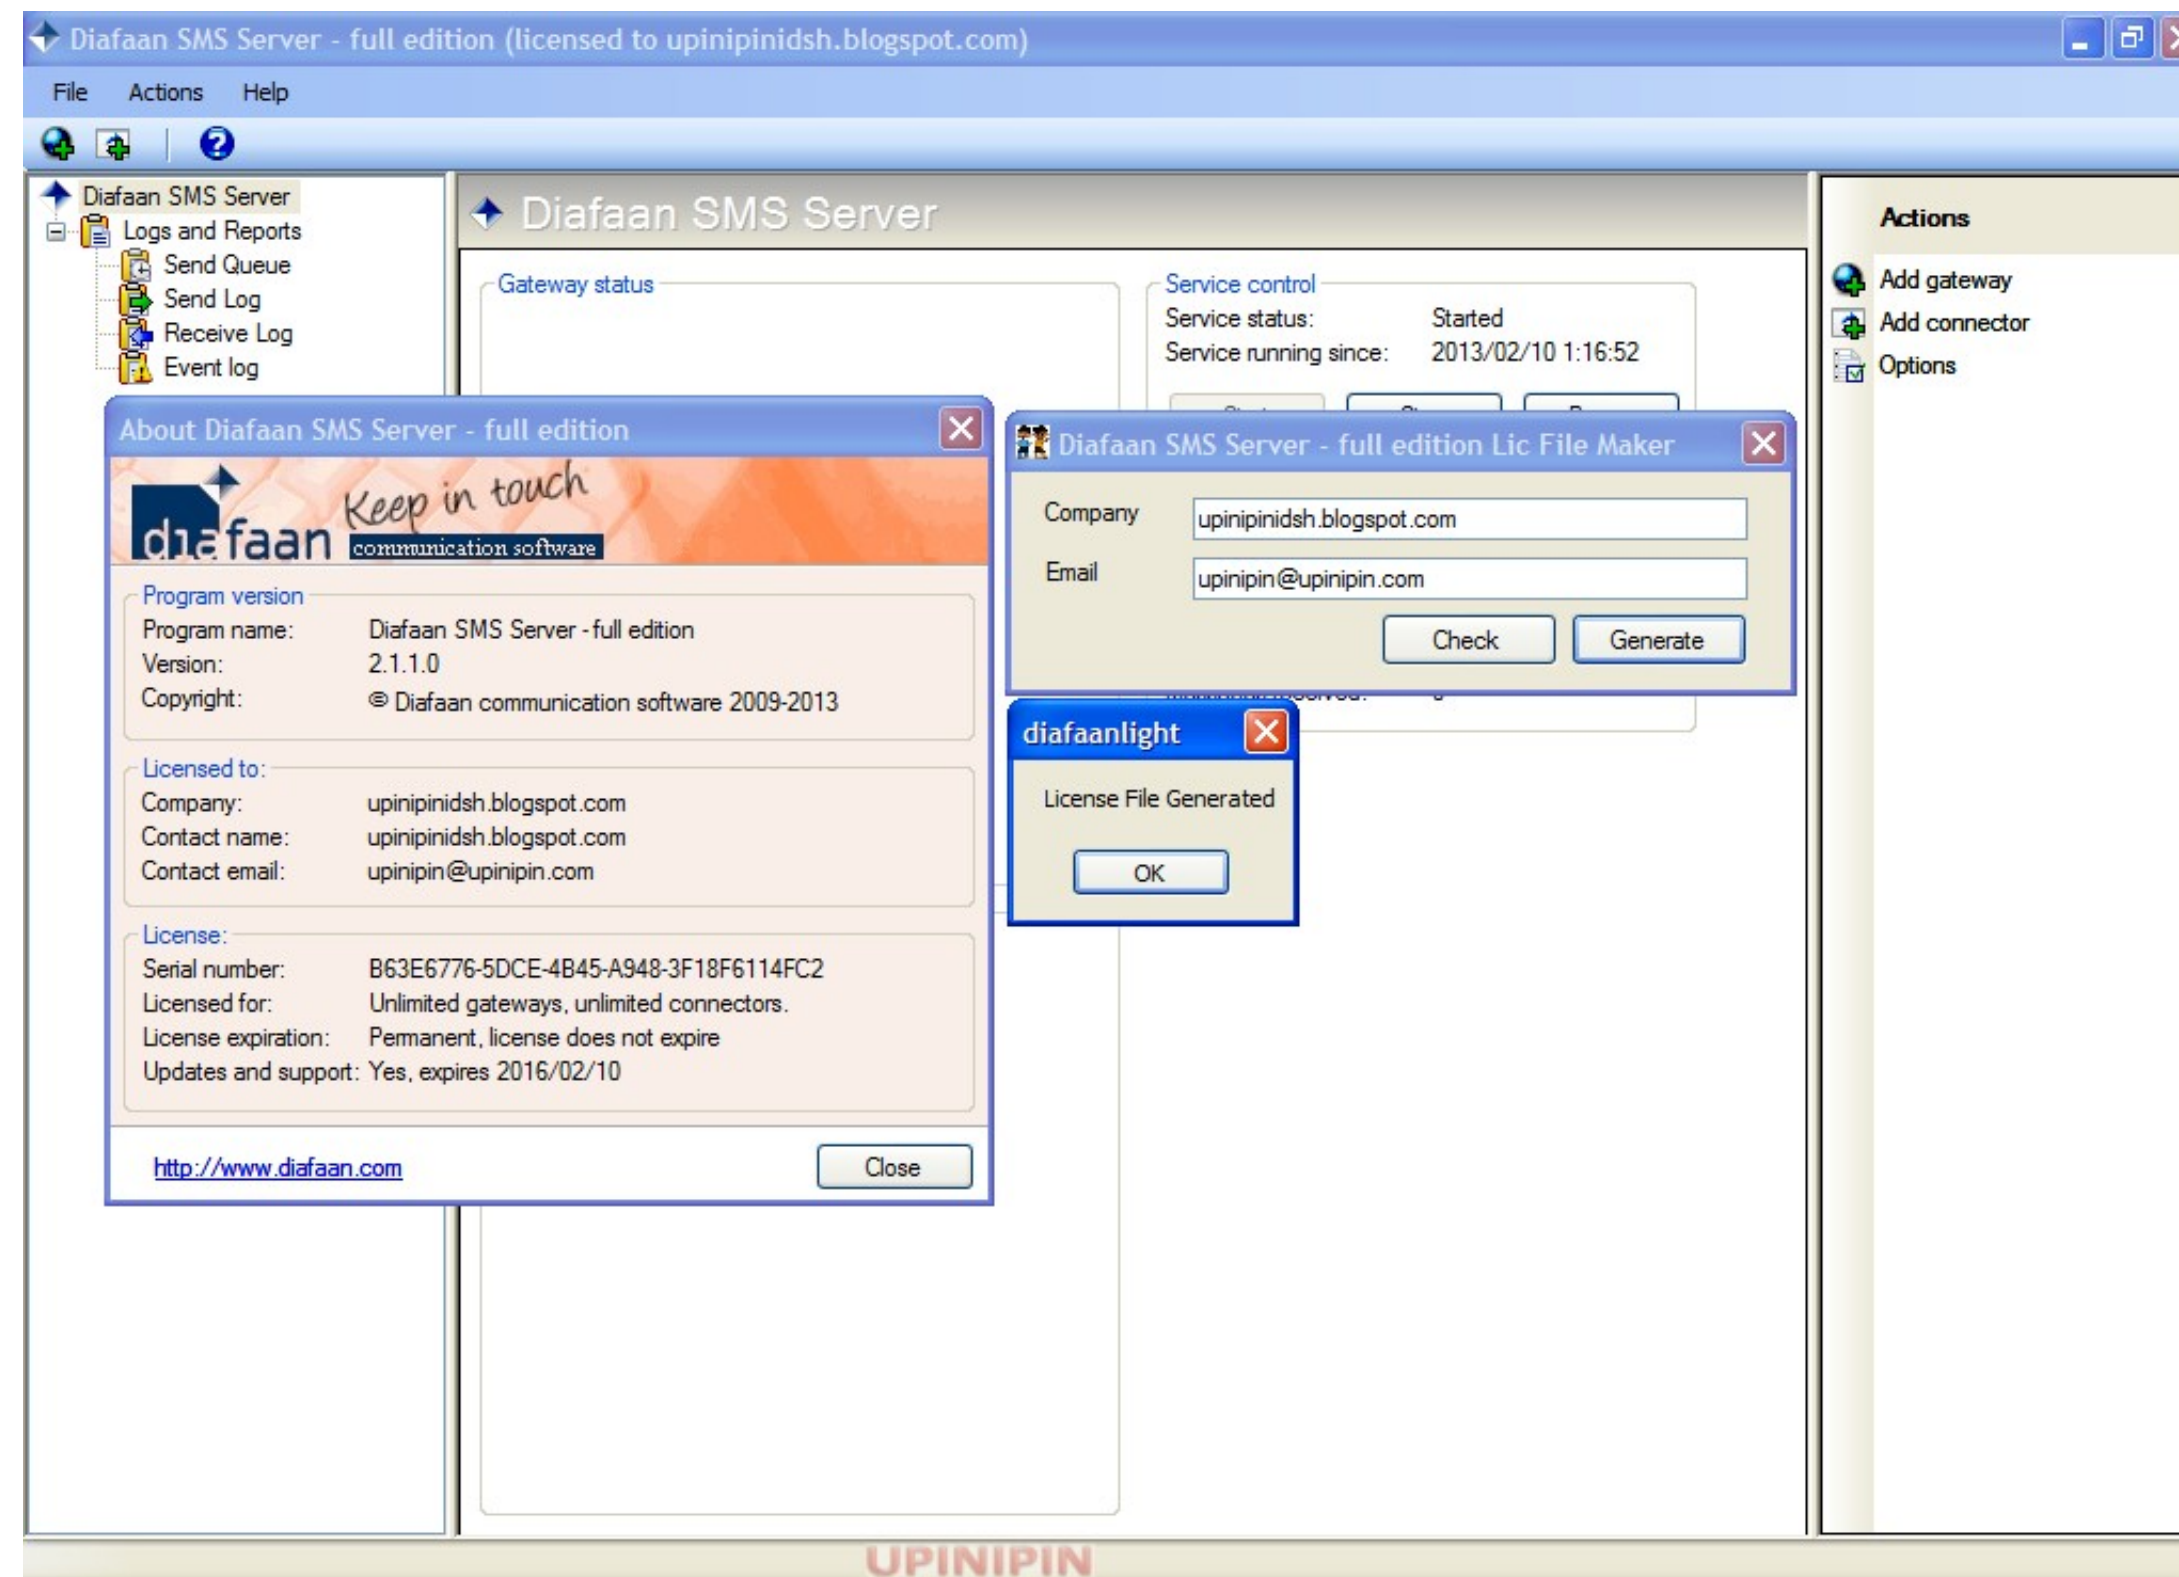 Diafaan SMS Server - full edition (licensed to upinipinidsh.blogspot.com)
File Actions Help
Diafaan SMS Server
Logs and Reports
Send Queue
Send Log
Receive Log
Event log
Diafaan SMS Server
Gateway status
Service control
Service status: Started
Service running since: 2013/02/10 1:16:52
Actions
Add gateway
Add connector
Options
About Diafaan SMS Server - full edition
diafaan
Keep in touch
communication software
Program version
Program name: Diafaan SMS Server - full edition
Version: 2.1.1.0
Copyright: © Diafaan communication software 2009-2013
Licensed to:
Company: upinipinidsh.blogspot.com
Contact name: upinipinidsh.blogspot.com
Contact email: upinipin@upinipin.com
License:
Serial number: B63E6776-5DCE-4B45-A948-3F18F6114FC2
Licensed for: Unlimited gateways, unlimited connectors.
License expiration: Permanent, license does not expire
Updates and support: Yes, expires 2016/02/10
http://www.diafaan.com
Close
Diafaan SMS Server - full edition Lic File Maker
Company upinipinidsh.blogspot.com
Email upinipin@upinipin.com
Check Generate
diafaanlight
License File Generated
OK
UPINIPIN